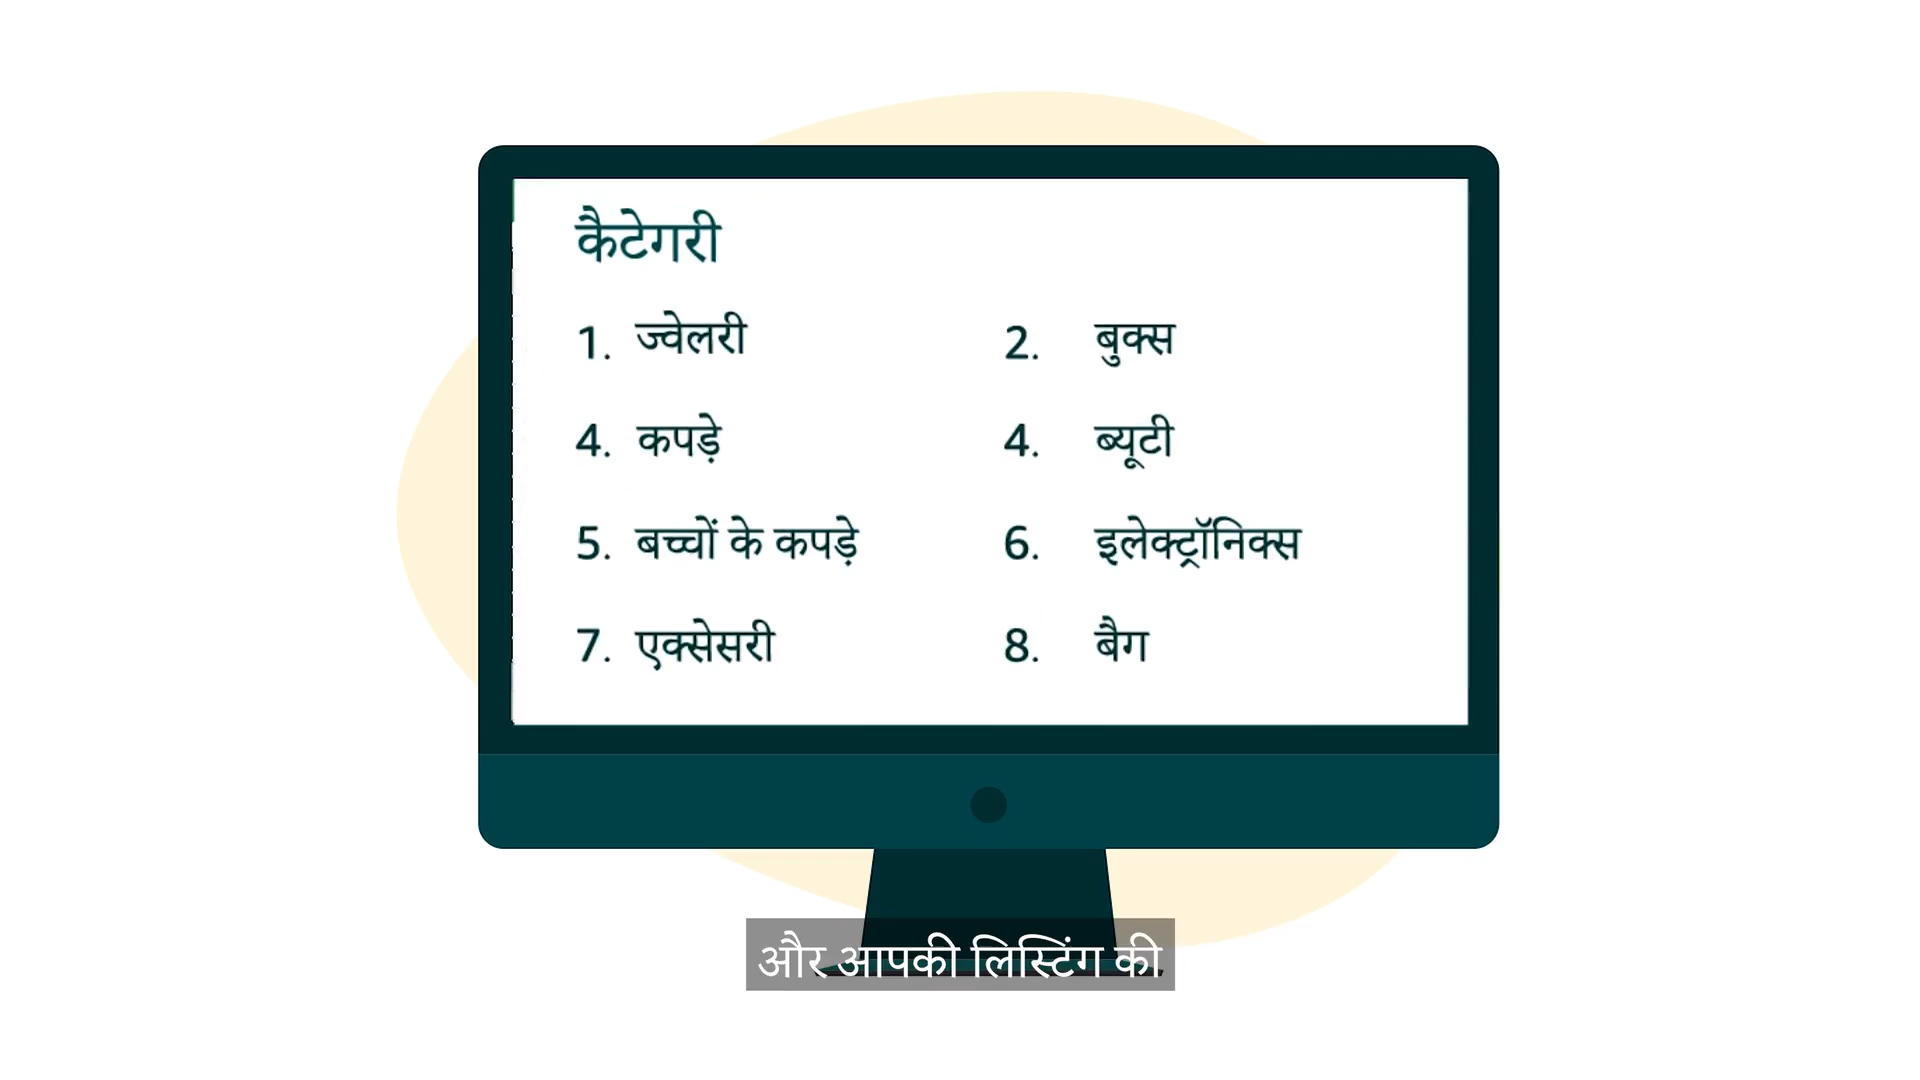 कैटेगरी
1. ज्वेलरी 2. बुक्स
4. कपड़े 4. ब्यूटी
5. बच्चों के कपड़े 6. इलेक्ट्रॉनिक्स
7. एक्सेसरी 8. बैग
और आपकी लिस्टिंग की